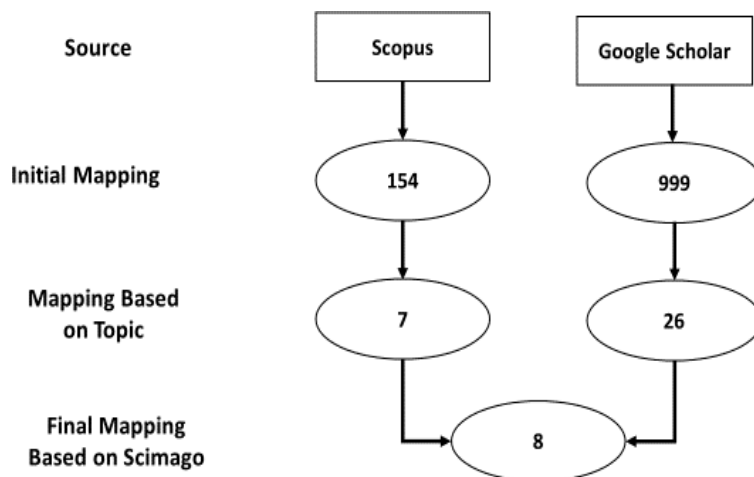 Source
Scopus
Google Scholar
Initial Mapping
154
999
Mapping Based
on Topic
7
26
Final Mapping
Based on Scimago
8